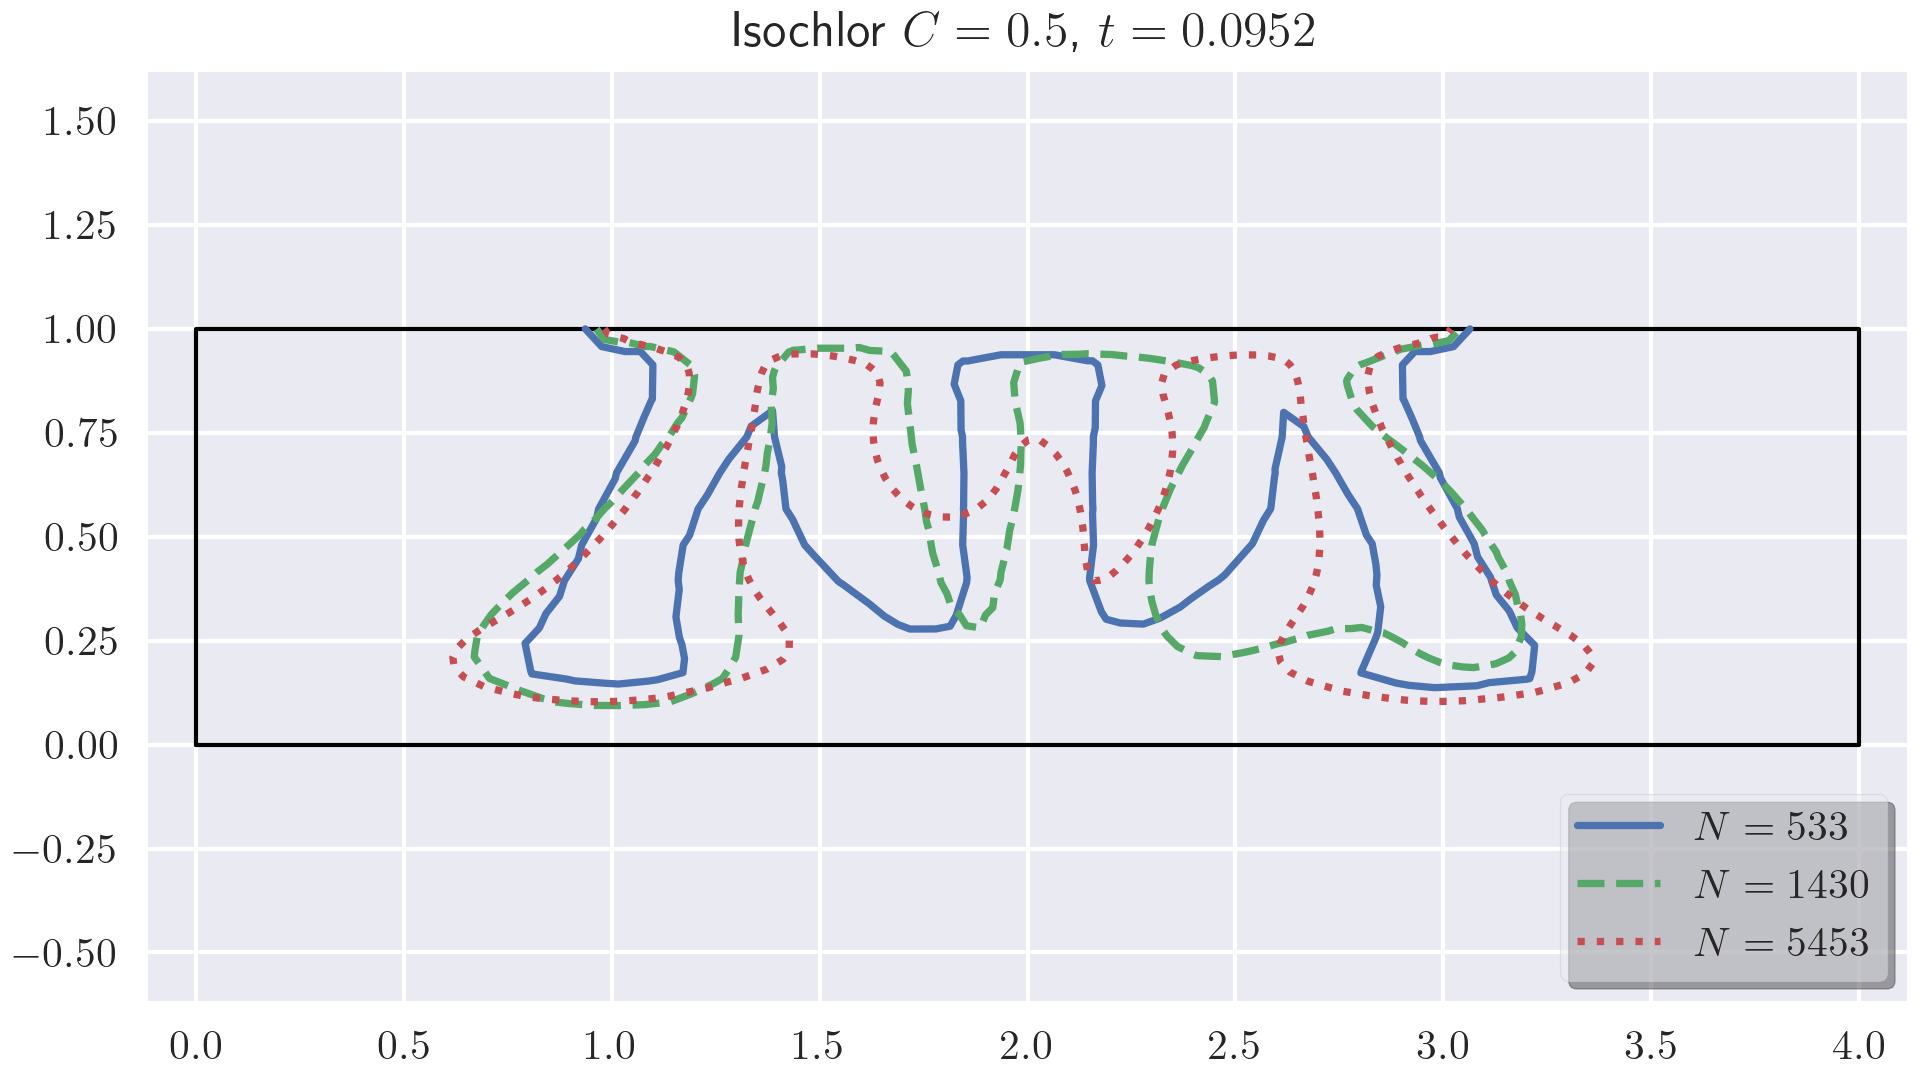 Isochlor C = 0.5, t = 0.0952
1.50
1.25
1.00
0.75
0.50
0.25
0.00
−0.25
−0.50
0.0 0.5 1.0 1.5 2.0 2.5 3.0 3.5 4.0
N = 533
N = 1430
N = 5453